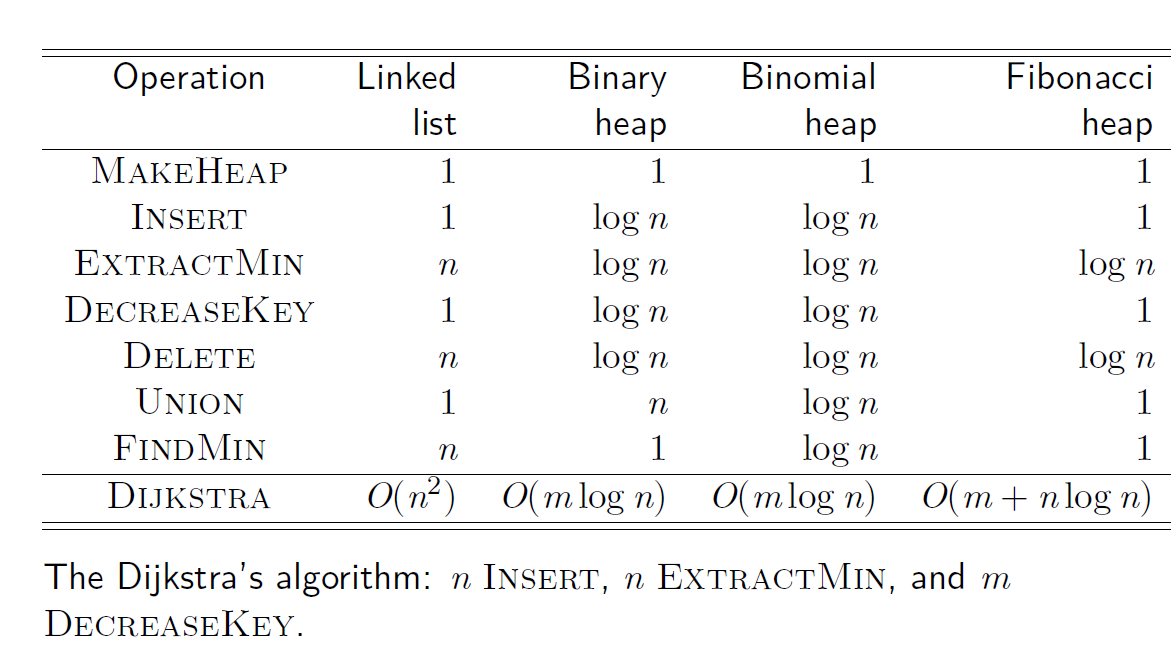 Operation Linked Binary Binomial Fibonacci
list heap heap heap
MAKEHEAP 1 1 1 1
INSERT 1 log n log n 1
EXTRACTMIN n log n log n log n
DECREASEKEY 1 log n log n 1
DELETE n log n log n log n
UNION 1 n log n 1
FINDMIN n 1 log n 1
DIJKSTRA O(n²) O(m log n) O(m log n) O(m + n log n)
The Dijkstra's algorithm: n INSERT, n EXTRACTMIN, and m
DECREASEKEY.